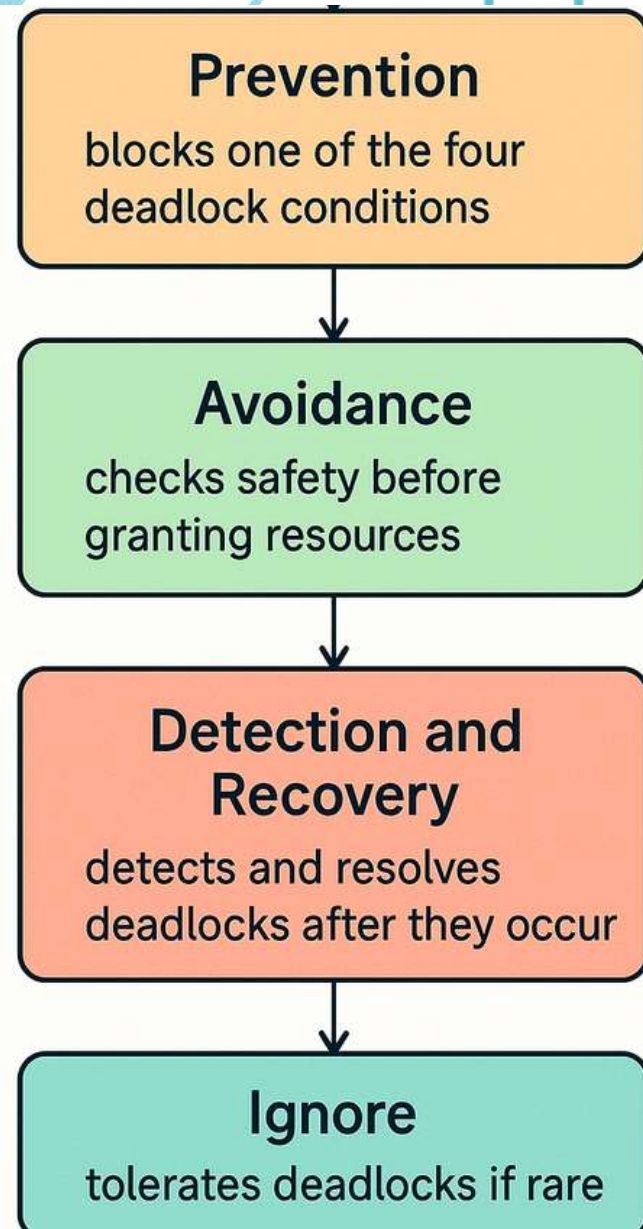 Prevention
blocks one of the four
deadlock conditions
Avoidance
checks safety before
granting resources
Detection and
Recovery
detects and resolves
deadlocks after they occur
Ignore
tolerates deadlocks if rare